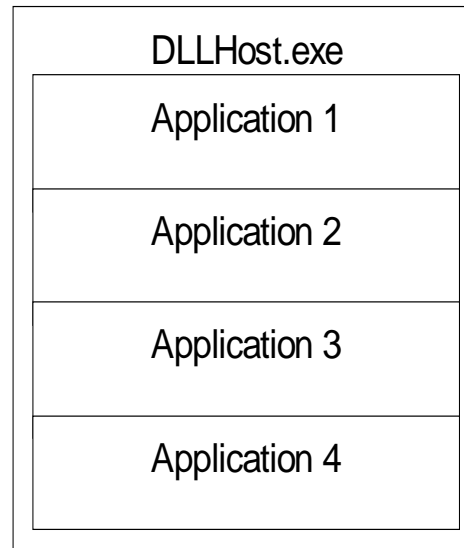 DLLHost.exe
Application 1
Application 2
Application 3
Application 4